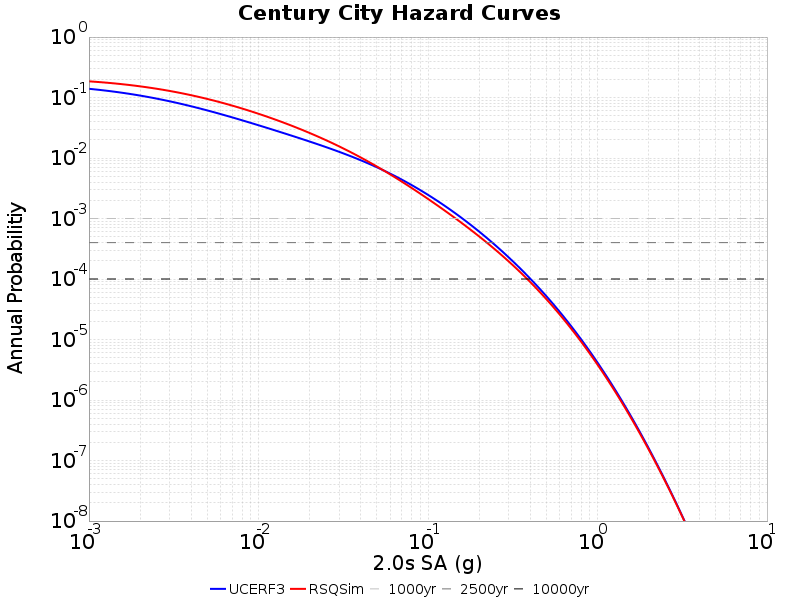 Century City Hazard Curves
Annual Probabilitiy
10^0
10^-1
10^-2
10^-3
10^-4
10^-5
10^-6
10^-7
10^-8
10^-3 10^-2 10^-1 10^0 10^1
2.0s SA (g)
UCERF3 RSQSim 1000yr 2500yr 10000yr